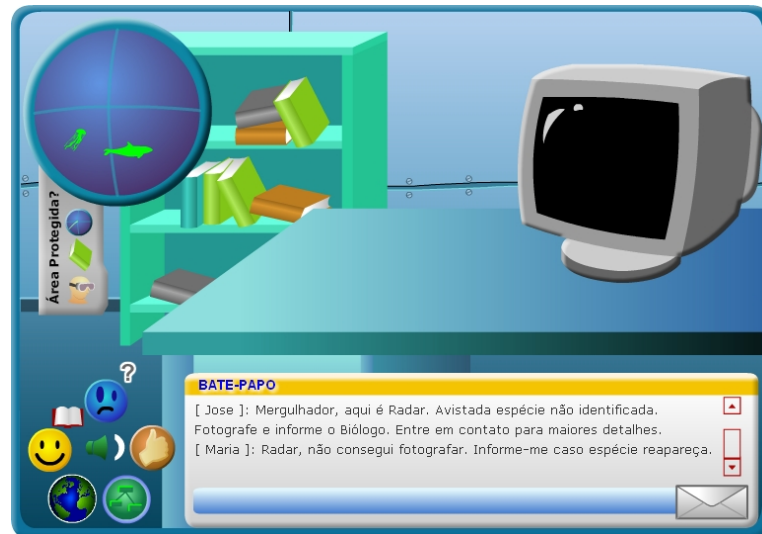 Área Protegida?
?
BATE-PAPO
[ Jose ]: Mergulhador, aqui é Radar. Avistada espécie não identificada.
Fotografe e informe o Biólogo. Entre em contato para maiores detalhes.
[ Maria ]: Radar, não consegui fotografar. Informe-me caso espécie reapareça.